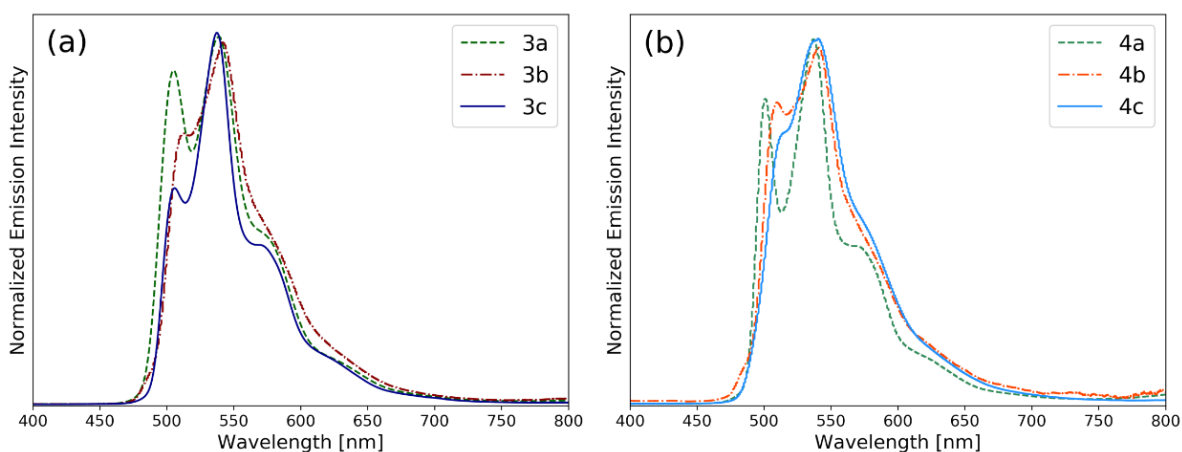 (a)
3a
3b
3c
Normalized Emission Intensity
400 450 500 550 600 650 700 750 800
Wavelength [nm]
(b)
4a
4b
4c
Normalized Emission Intensity
400 450 500 550 600 650 700 750 800
Wavelength [nm]